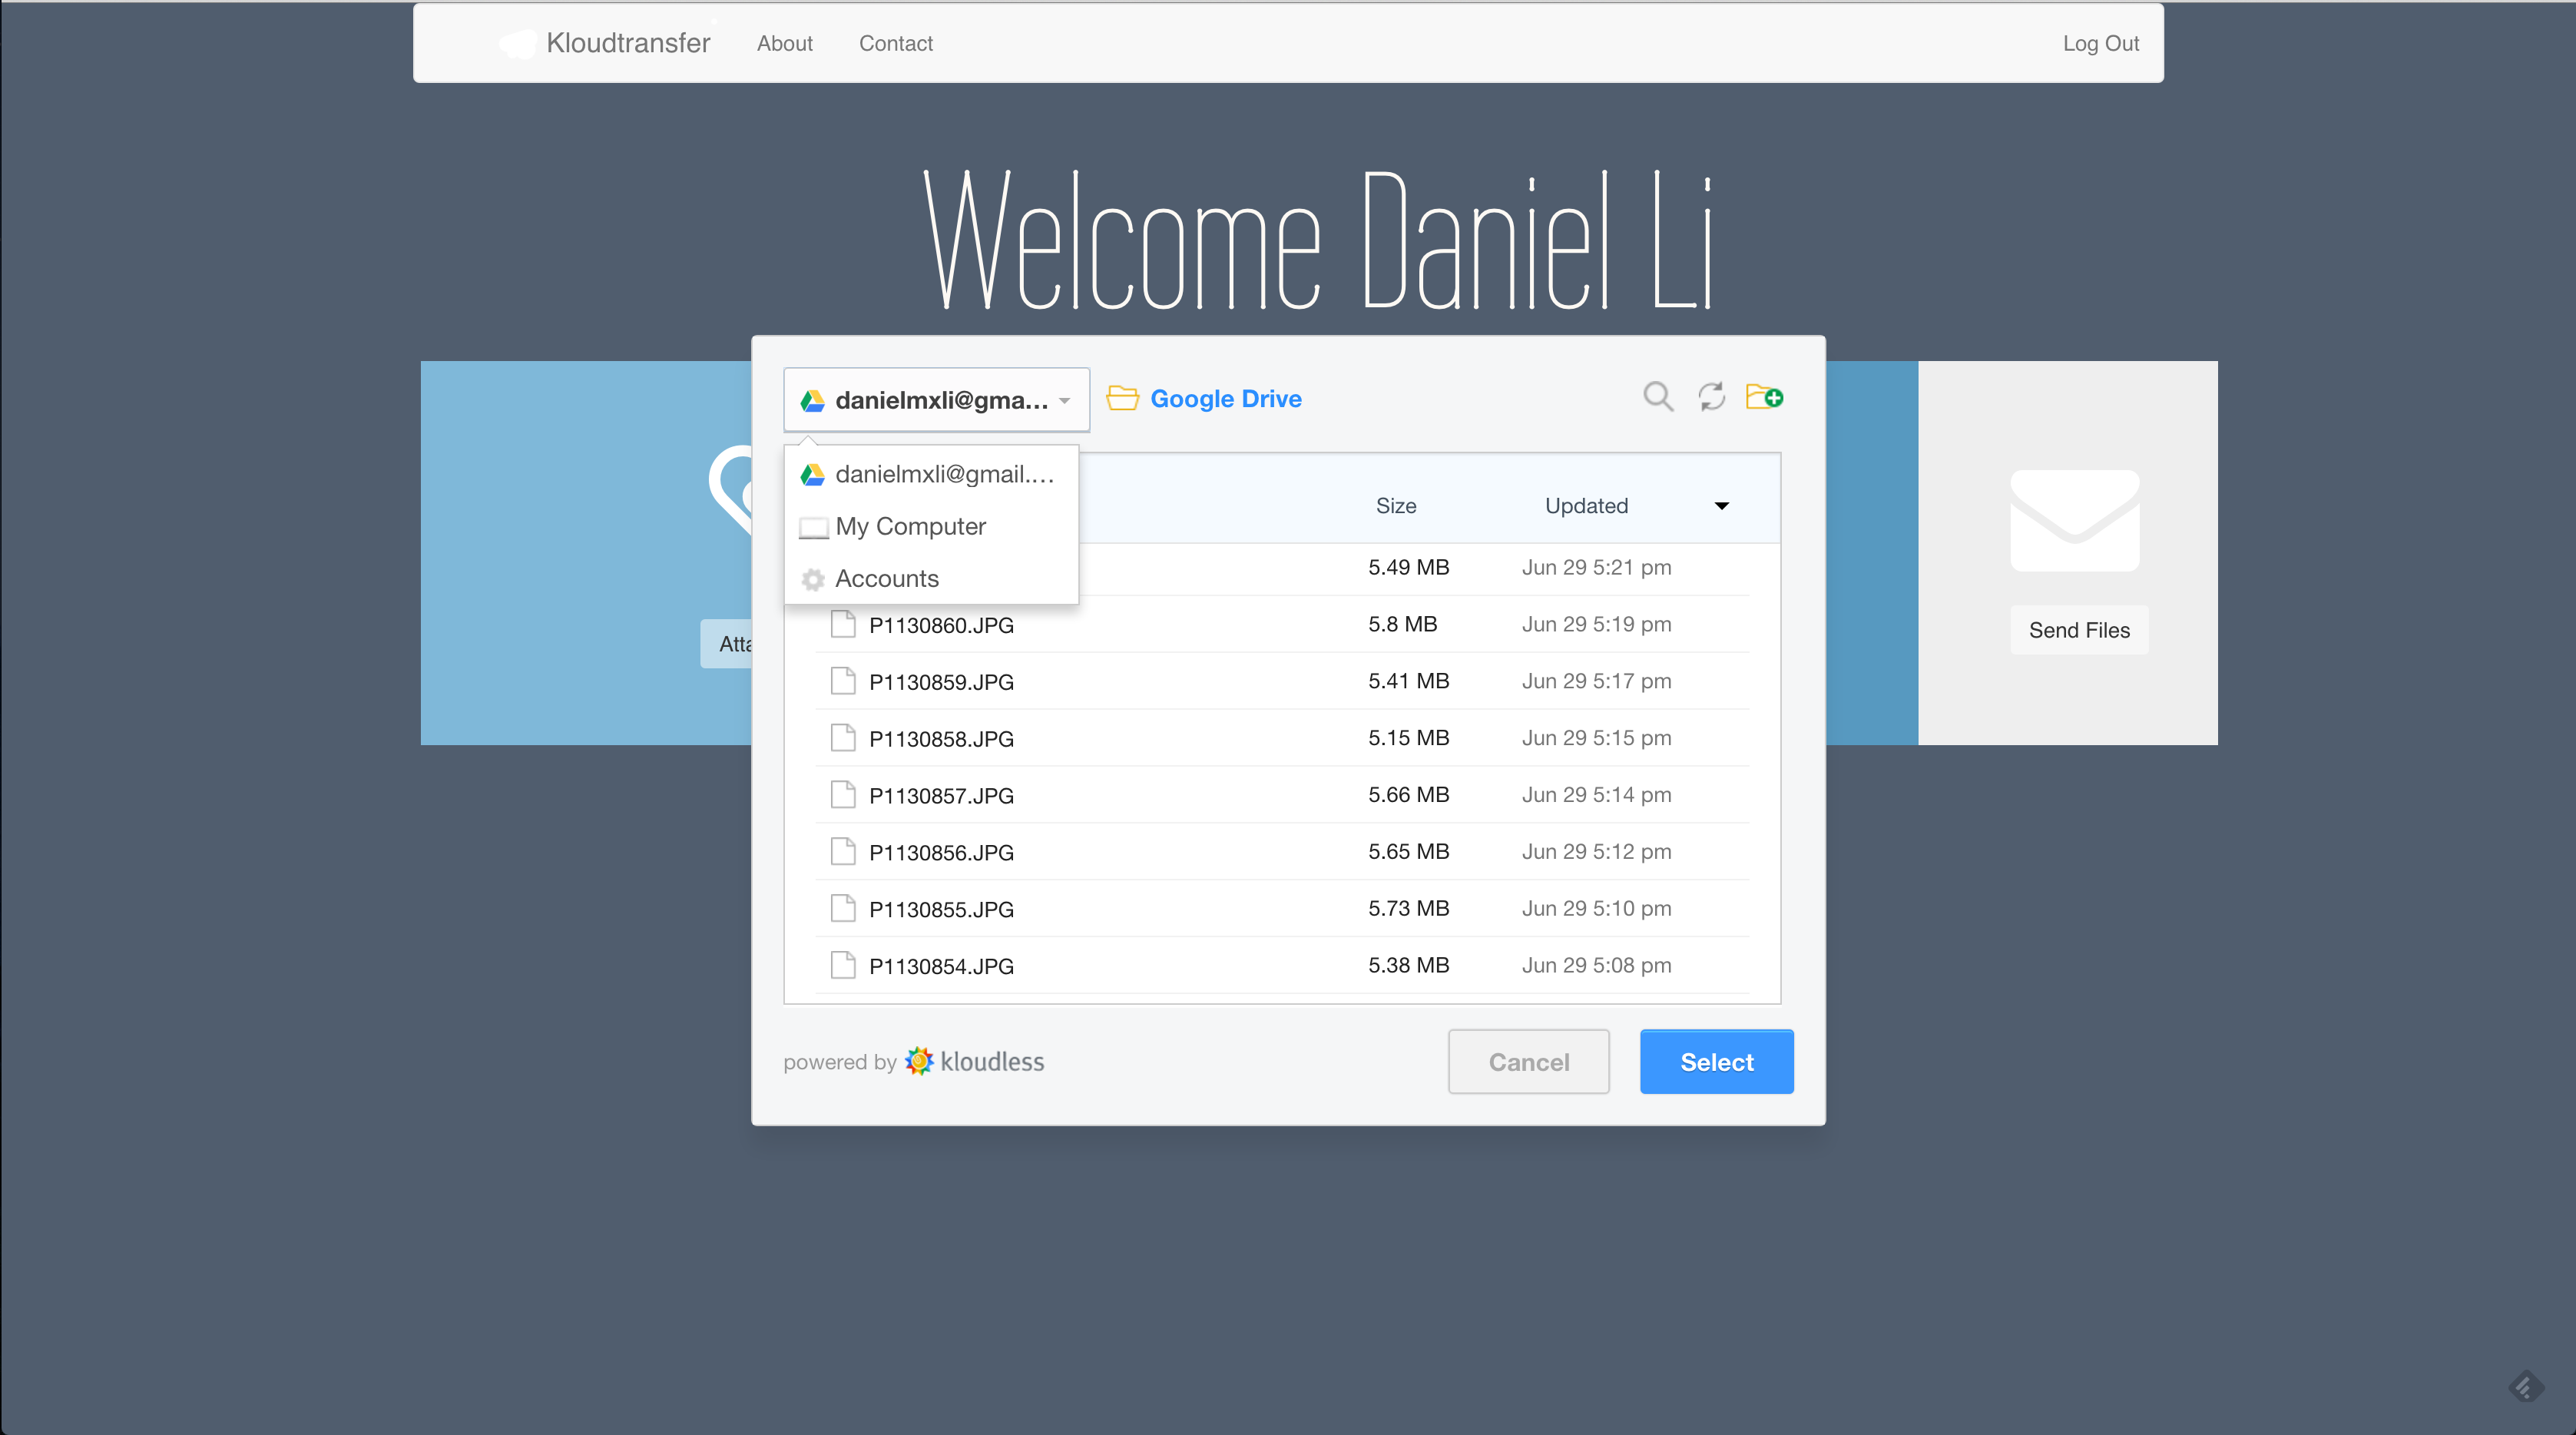 Kloudtransfer About Contact Log Out
Welcome Daniel Li
danielmxli@gma... Google Drive
danielmxli@gmail....
My Computer
Accounts
Size Updated
5.49 MB Jun 29 5:21 pm
P1130860.JPG 5.8 MB Jun 29 5:19 pm
P1130859.JPG 5.41 MB Jun 29 5:17 pm
P1130858.JPG 5.15 MB Jun 29 5:15 pm
P1130857.JPG 5.66 MB Jun 29 5:14 pm
P1130856.JPG 5.65 MB Jun 29 5:12 pm
P1130855.JPG 5.73 MB Jun 29 5:10 pm
P1130854.JPG 5.38 MB Jun 29 5:08 pm
Send Files
powered by kloudless Cancel Select